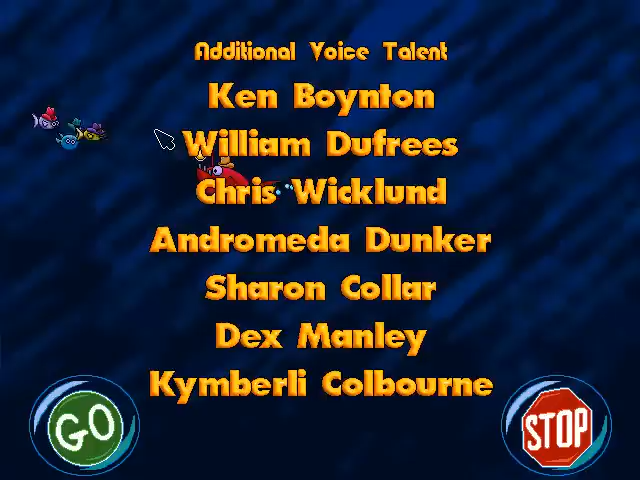 Additional Voice Talent
Ken Boynton
William Dufrees
Chris Wicklund
Andromeda Dunker
Sharon Collar
Dex Manley
Kymberli Colbourne
GO
STOP